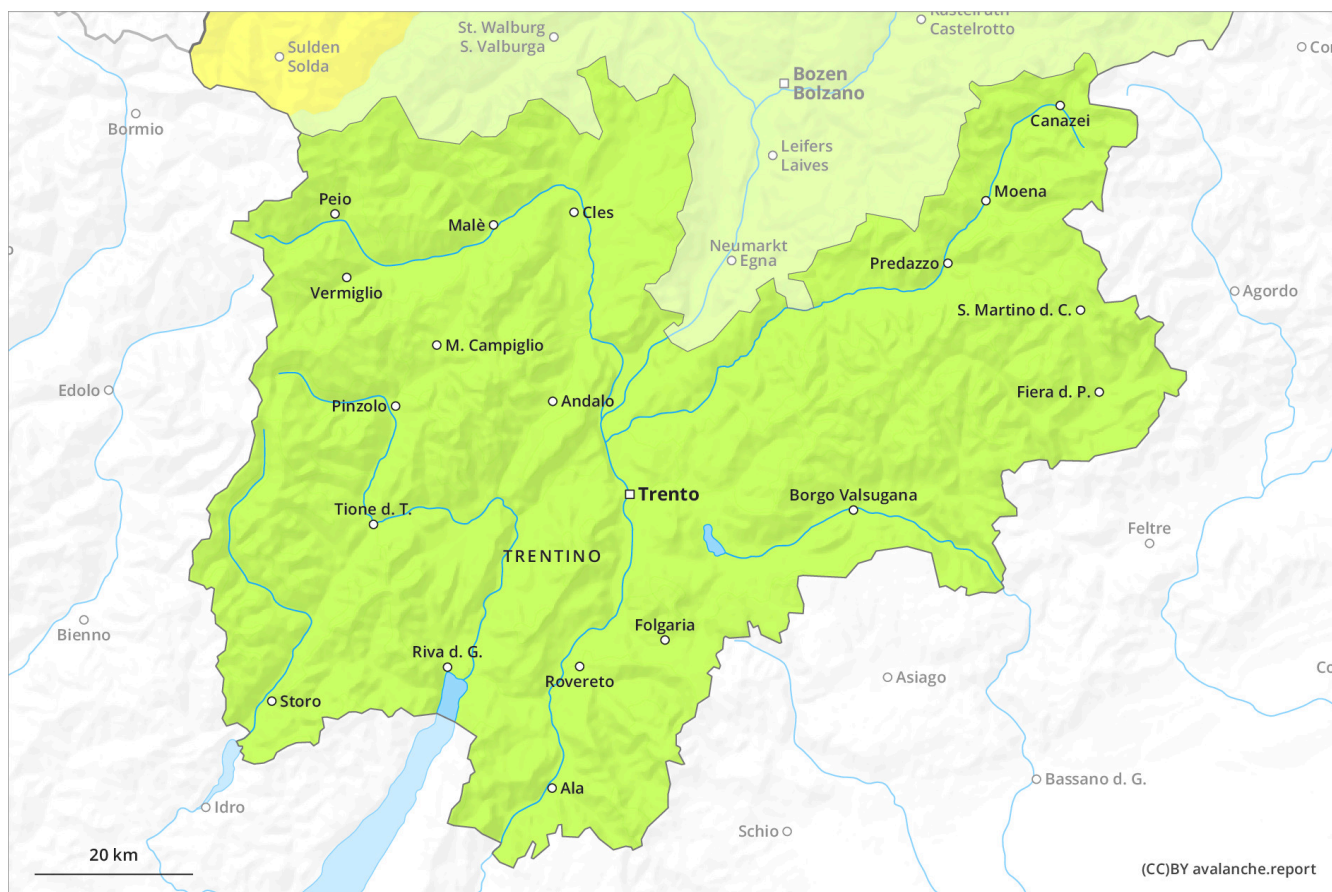 Kastelruth
Castelrotto
St. Walburg
S. Valburga
Sulden
Solda
Bozen
Bolzano
Bormio
Canazei
Leifers
Laives
Peio
Malè
Cles
Moena
Neumarkt
Egna
Predazzo
Vermiglio
Agordo
S. Martino d. C.
M. Campiglio
Edolo
Pinzolo
Andalo
Fiera d. P.
Trento
Borgo Valsugana
Tione d. T.
Feltre
TRENTINO
Bienno
Folgaria
Riva d. G.
Asiago
Rovereto
Storo
Bassano d. G.
Ala
Idro
Schio
20 km
(CC)BY avalanche.report